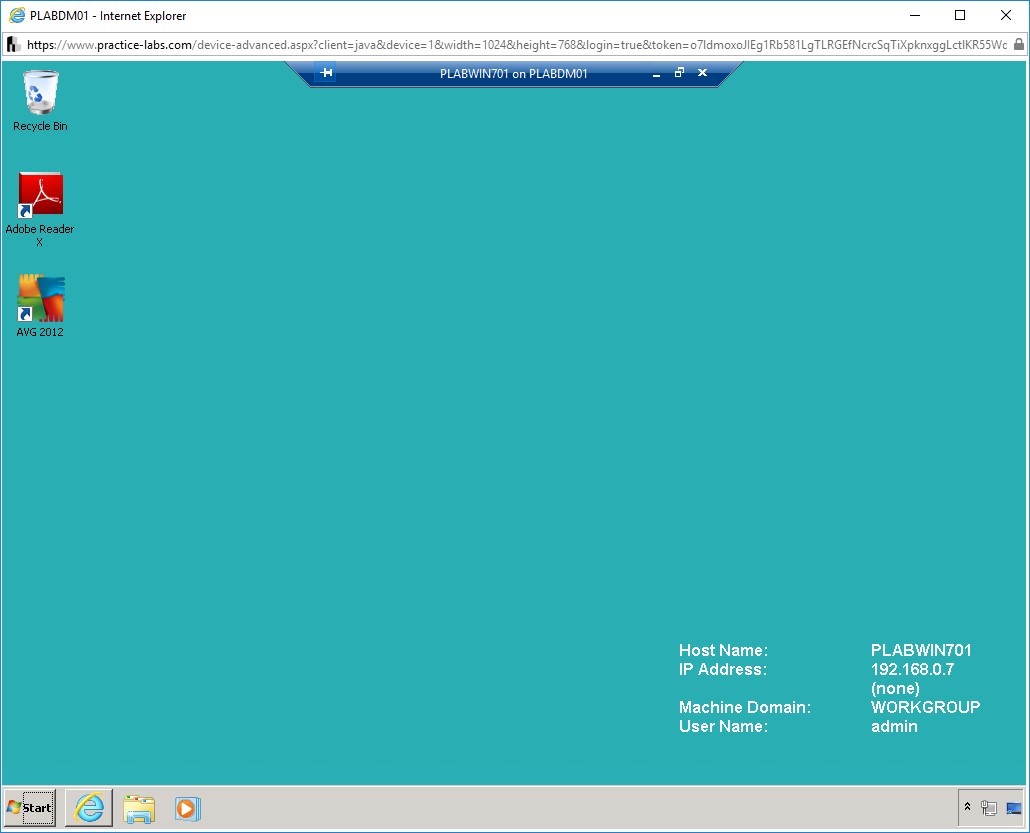 PLABDM01 - Internet Explorer
https://www.practice-labs.com/device-advanced.aspx?client=java&device=1&width=1024&height=768&login=true&token=
PLABWIN701 on PLABDM01
Recycle Bin
Adobe Reader
X
AVG 2012
Host Name: PLABWIN701
IP Address: 192.168.0.7
(none)
Machine Domain: WORKGROUP
User Name: admin
Start